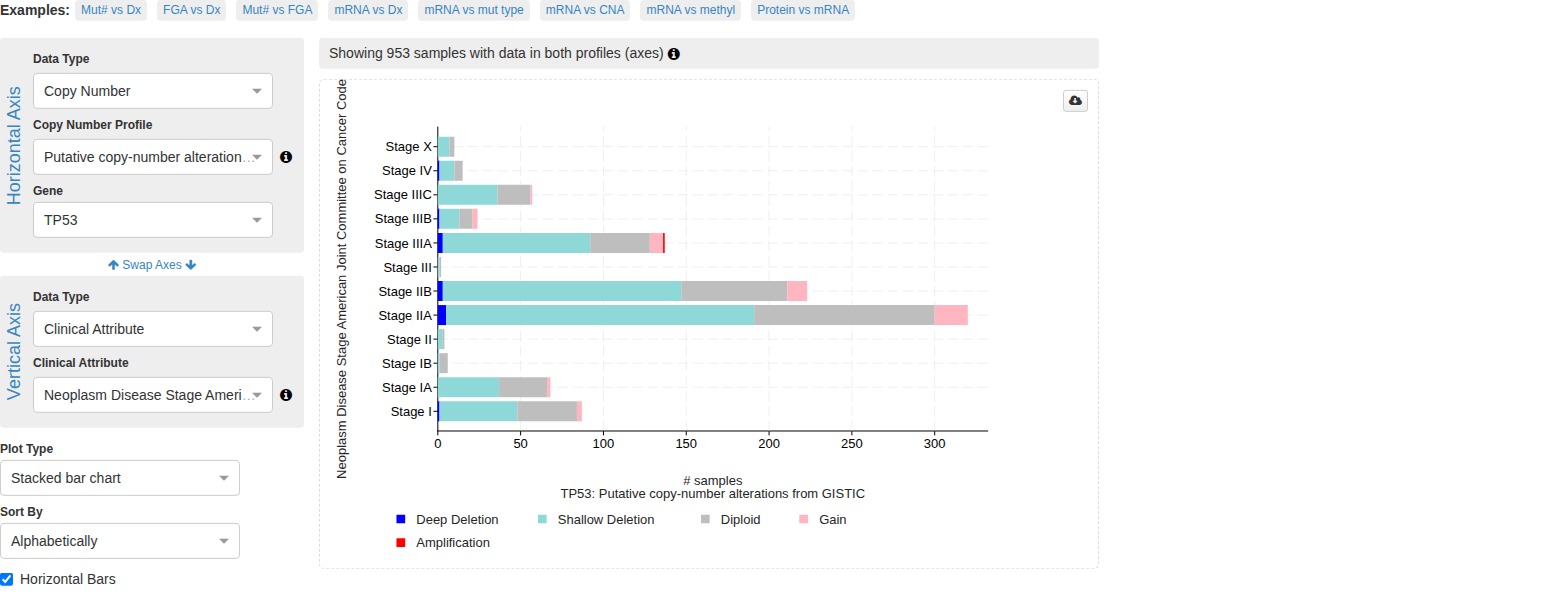 Examples: Mut# vs Dx FGA vs Dx Mut# vs FGA mRNA vs Dx mRNA vs mut type mRNA vs CNA mRNA vs methyl Protein vs mRNA
Horizontal Axis
Data Type
Copy Number
Copy Number Profile
Putative copy-number alteration...
Gene
TP53
Swap Axes
Vertical Axis
Data Type
Clinical Attribute
Clinical Attribute
Neoplasm Disease Stage Ameri...
Plot Type
Stacked bar chart
Sort By
Alphabetically
Horizontal Bars
Showing 953 samples with data in both profiles (axes)
Neoplasm Disease Stage American Joint Committee on Cancer Code
Stage X
Stage IV
Stage IIIC
Stage IIIB
Stage IIIA
Stage III
Stage IIB
Stage IIA
Stage II
Stage IB
Stage IA
Stage I
0 50 100 150 200 250 300
# samples
TP53: Putative copy-number alterations from GISTIC
Deep Deletion Shallow Deletion Diploid Gain
Amplification